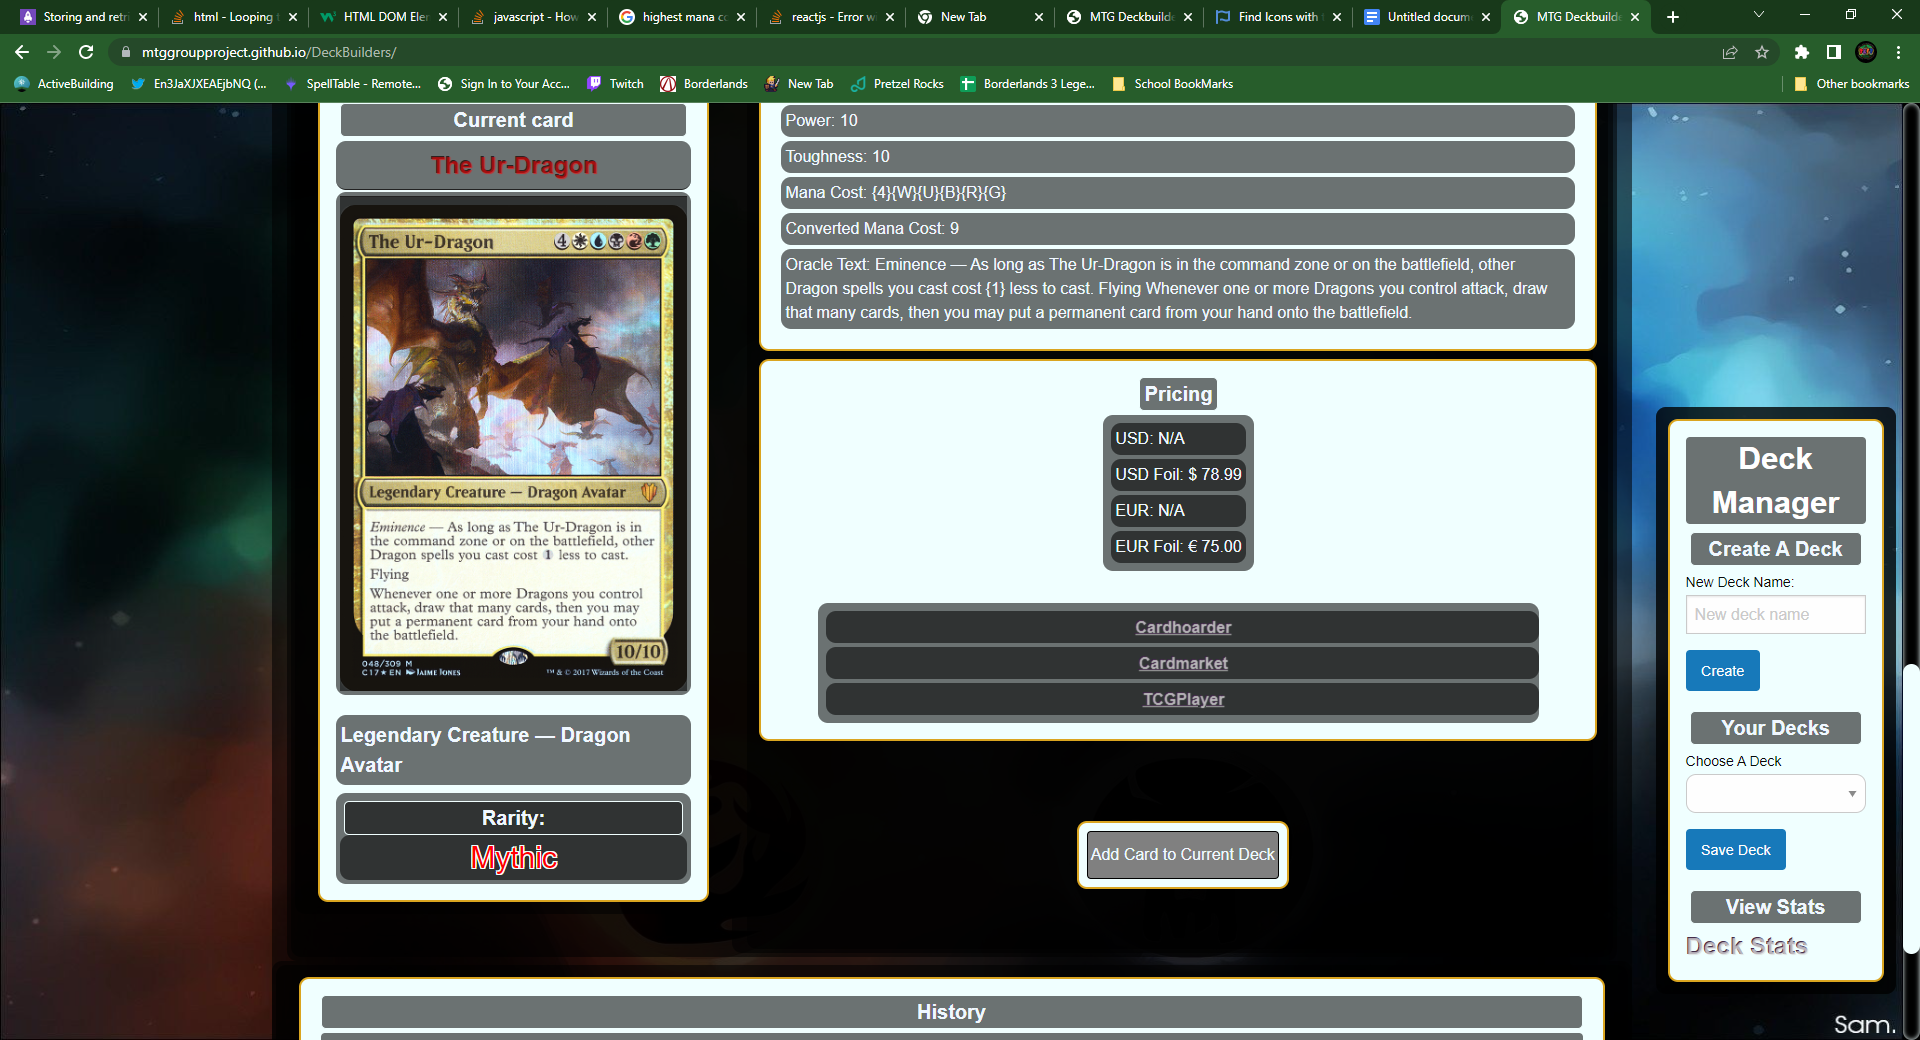 Storing and retri
html - Looping t
HTML DOM Elen
javascript - How
highest mana co
reactjs - Error w
New Tab
MTG Deckbuilde
Find Icons with
Untitled docum
MTG Deckbuilde
mtggroupproject.github.io/DeckBuilders/
ActiveBuilding
En3JaXJXEAEjbNQ (...
SpellTable - Remote...
Sign In to Your Acc...
Twitch
Borderlands
New Tab
Pretzel Rocks
Borderlands 3 Lege...
School BookMarks
Other bookmarks
Current card
The Ur-Dragon
The Ur-Dragon
4
Legendary Creature — Dragon Avatar
Eminence — As long as The Ur-Dragon is in
the command zone or on the battlefield, other
Dragon spells you cast cost 1 less to cast.
Flying
Whenever one or more Dragons you control
attack, draw that many cards, then you may
put a permanent card from your hand onto
the battlefield.
10/10
048/309 M
C17★EN JAIME JONES
™ & © 2017 Wizards of the Coast
Legendary Creature — Dragon
Avatar
Rarity:
Mythic
Power: 10
Toughness: 10
Mana Cost: {4}{W}{U}{B}{R}{G}
Converted Mana Cost: 9
Oracle Text: Eminence — As long as The Ur-Dragon is in the command zone or on the battlefield, other
Dragon spells you cast cost {1} less to cast. Flying Whenever one or more Dragons you control attack, draw
that many cards, then you may put a permanent card from your hand onto the battlefield.
Pricing
USD: N/A
USD Foil: $ 78.99
EUR: N/A
EUR Foil: € 75.00
Cardhoarder
Cardmarket
TCGPlayer
Add Card to Current Deck
Deck
Manager
Create A Deck
New Deck Name:
New deck name
Create
Your Decks
Choose A Deck
Save Deck
View Stats
Deck Stats
History
Sam.